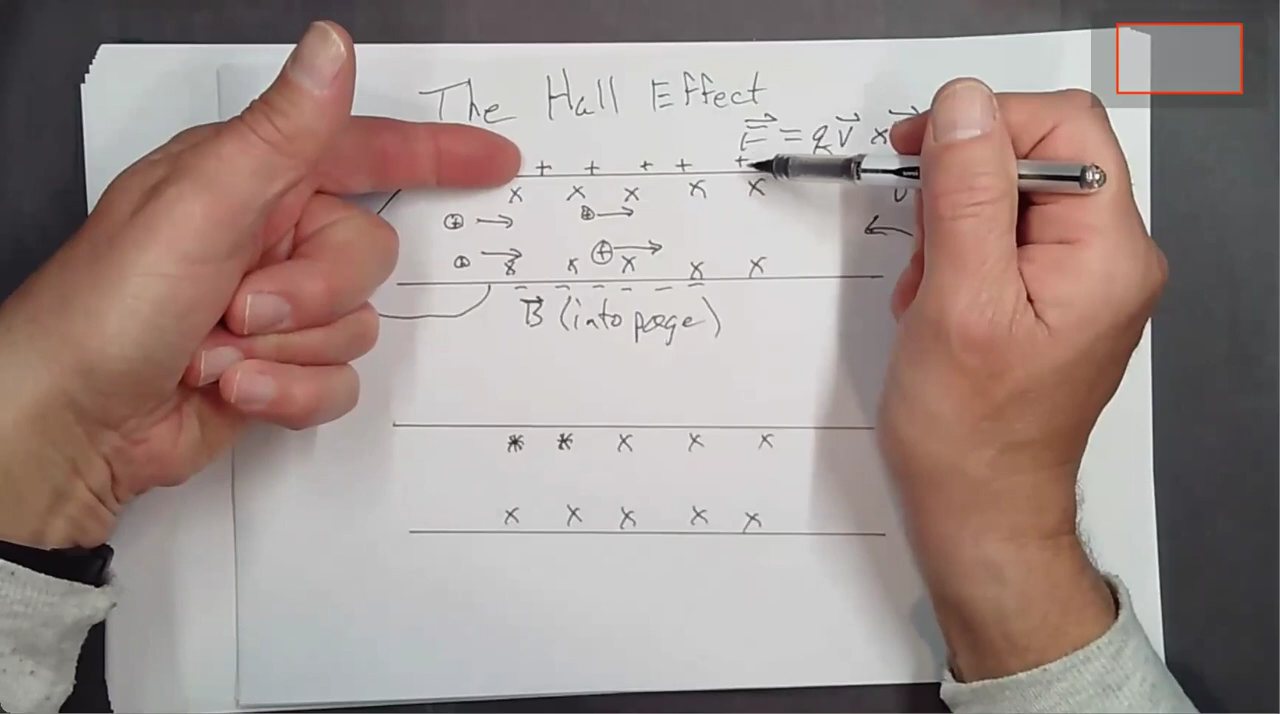 The Hall Effect
F = qv x
+ + + + +
x x x x x
+ → + →
+ → + →
x x x x x
- - - - - -
B (into page)
x x x x x
x x x x x